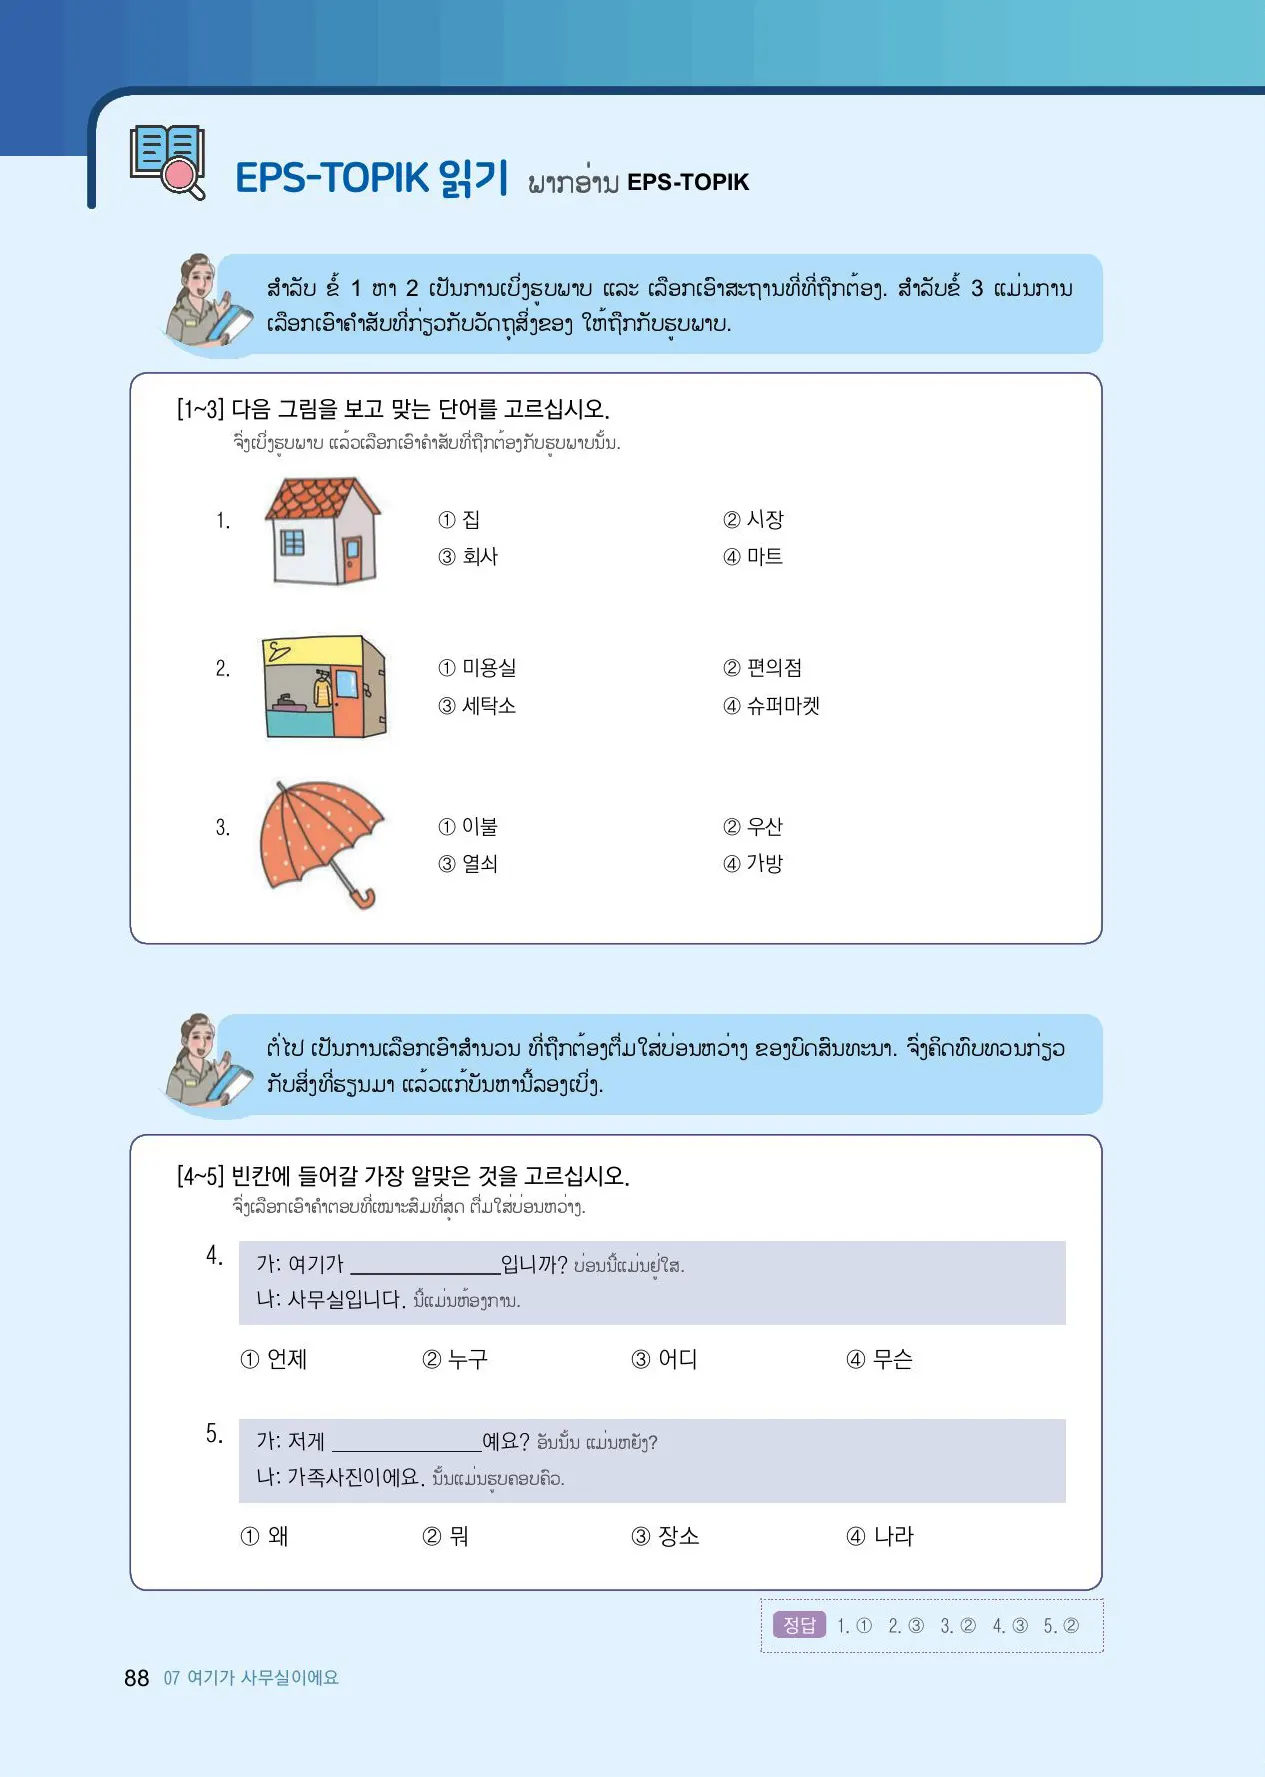 EPS-TOPIK 읽기 ພາກອ່ານ EPS-TOPIK
ສຳລັບ ຂໍ້ 1 ຫາ 2 ເປັນການເບິ່ງຮູບພາບ ແລະ ເລືອກເອົາສະຖານທີ່ທີ່ຖືກຕ້ອງ. ສຳລັບຂໍ້ 3 ແມ່ນການ
ເລືອກເອົາຄຳສັບທີ່ກ່ຽວກັບວັດຖຸສິ່ງຂອງ ໃຫ້ຖືກກັບຮູບພາບ.
[1~3] 다음 그림을 보고 맞는 단어를 고르십시오.
ຈົ່ງເບິ່ງຮູບພາບ ແລ້ວເລືອກເອົາຄຳສັບທີ່ຖືກຕ້ອງກັບຮູບພາບນັ້ນ.
1. ① 집 ② 시장
③ 회사 ④ 마트
2. ① 미용실 ② 편의점
③ 세탁소 ④ 슈퍼마켓
3. ① 이불 ② 우산
③ 열쇠 ④ 가방
ຕໍ່ໄປ ເປັນການເລືອກເອົາສຳນວນ ທີ່ຖືກຕ້ອງຕື່ມໃສ່ບ່ອນຫວ່າງ ຂອງບົດສົນທະນາ. ຈົ່ງຄິດທົບທວນກ່ຽວ
ກັບສິ່ງທີ່ຮຽນມາ ແລ້ວແກ້ບັນຫານີ້ລອງເບິ່ງ.
[4~5] 빈칸에 들어갈 가장 알맞은 것을 고르십시오.
ຈົ່ງເລືອກເອົາຄຳຕອບທີ່ເໝາະສົມທີ່ສຸດ ຕື່ມໃສ່ບ່ອນຫວ່າງ.
4. 가: 여기가 ______________입니까? ບ່ອນນີ້ແມ່ນຢູ່ໃສ.
나: 사무실입니다. ນີ້ແມ່ນຫ້ອງການ.
① 언제 ② 누구 ③ 어디 ④ 무슨
5. 가: 저게 ______________예요? ອັນນັ້ນ ແມ່ນຫຍັງ?
나: 가족사진이에요. ນັ້ນແມ່ນຮູບຄອບຄົວ.
① 왜 ② 뭐 ③ 장소 ④ 나라
정답 1. ① 2. ③ 3. ② 4. ③ 5. ②
88 07 여기가 사무실이에요